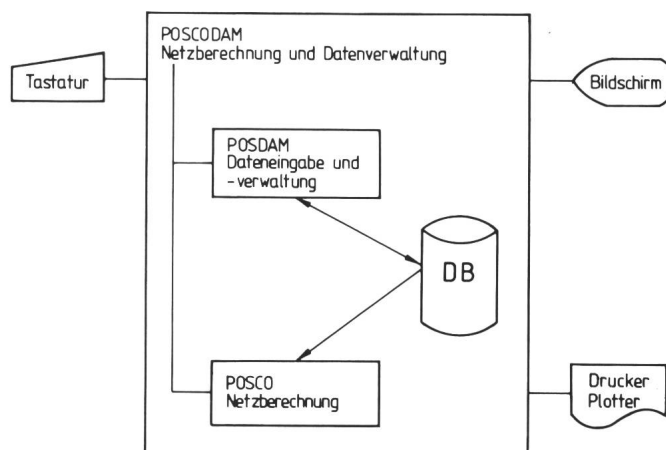 POSCODAM
Netzberechnung und Datenverwaltung
Tastatur
Bildschirm
POSDAM
Dateneingabe und
-verwaltung
DB
POSCO
Netzberechnung
Drucker
Plotter